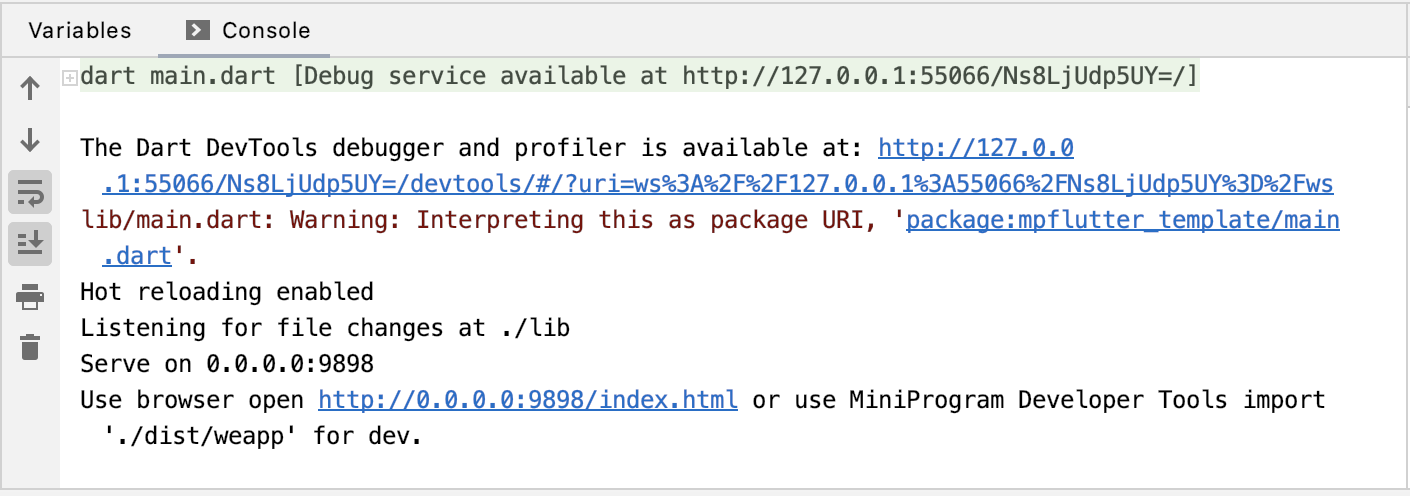 Variables Console
dart main.dart [Debug service available at http://127.0.0.1:55066/Ns8LjUdp5UY=/]
The Dart DevTools debugger and profiler is available at: http://127.0.0
.1:55066/Ns8LjUdp5UY=/devtools/#/?uri=ws%3A%2F%2F127.0.0.1%3A55066%2FNs8LjUdp5UY%3D%2Fws
lib/main.dart: Warning: Interpreting this as package URI, 'package:mpflutter_template/main
.dart'.
Hot reloading enabled
Listening for file changes at ./lib
Serve on 0.0.0.0:9898
Use browser open http://0.0.0.0:9898/index.html or use MiniProgram Developer Tools import
'./dist/weapp' for dev.